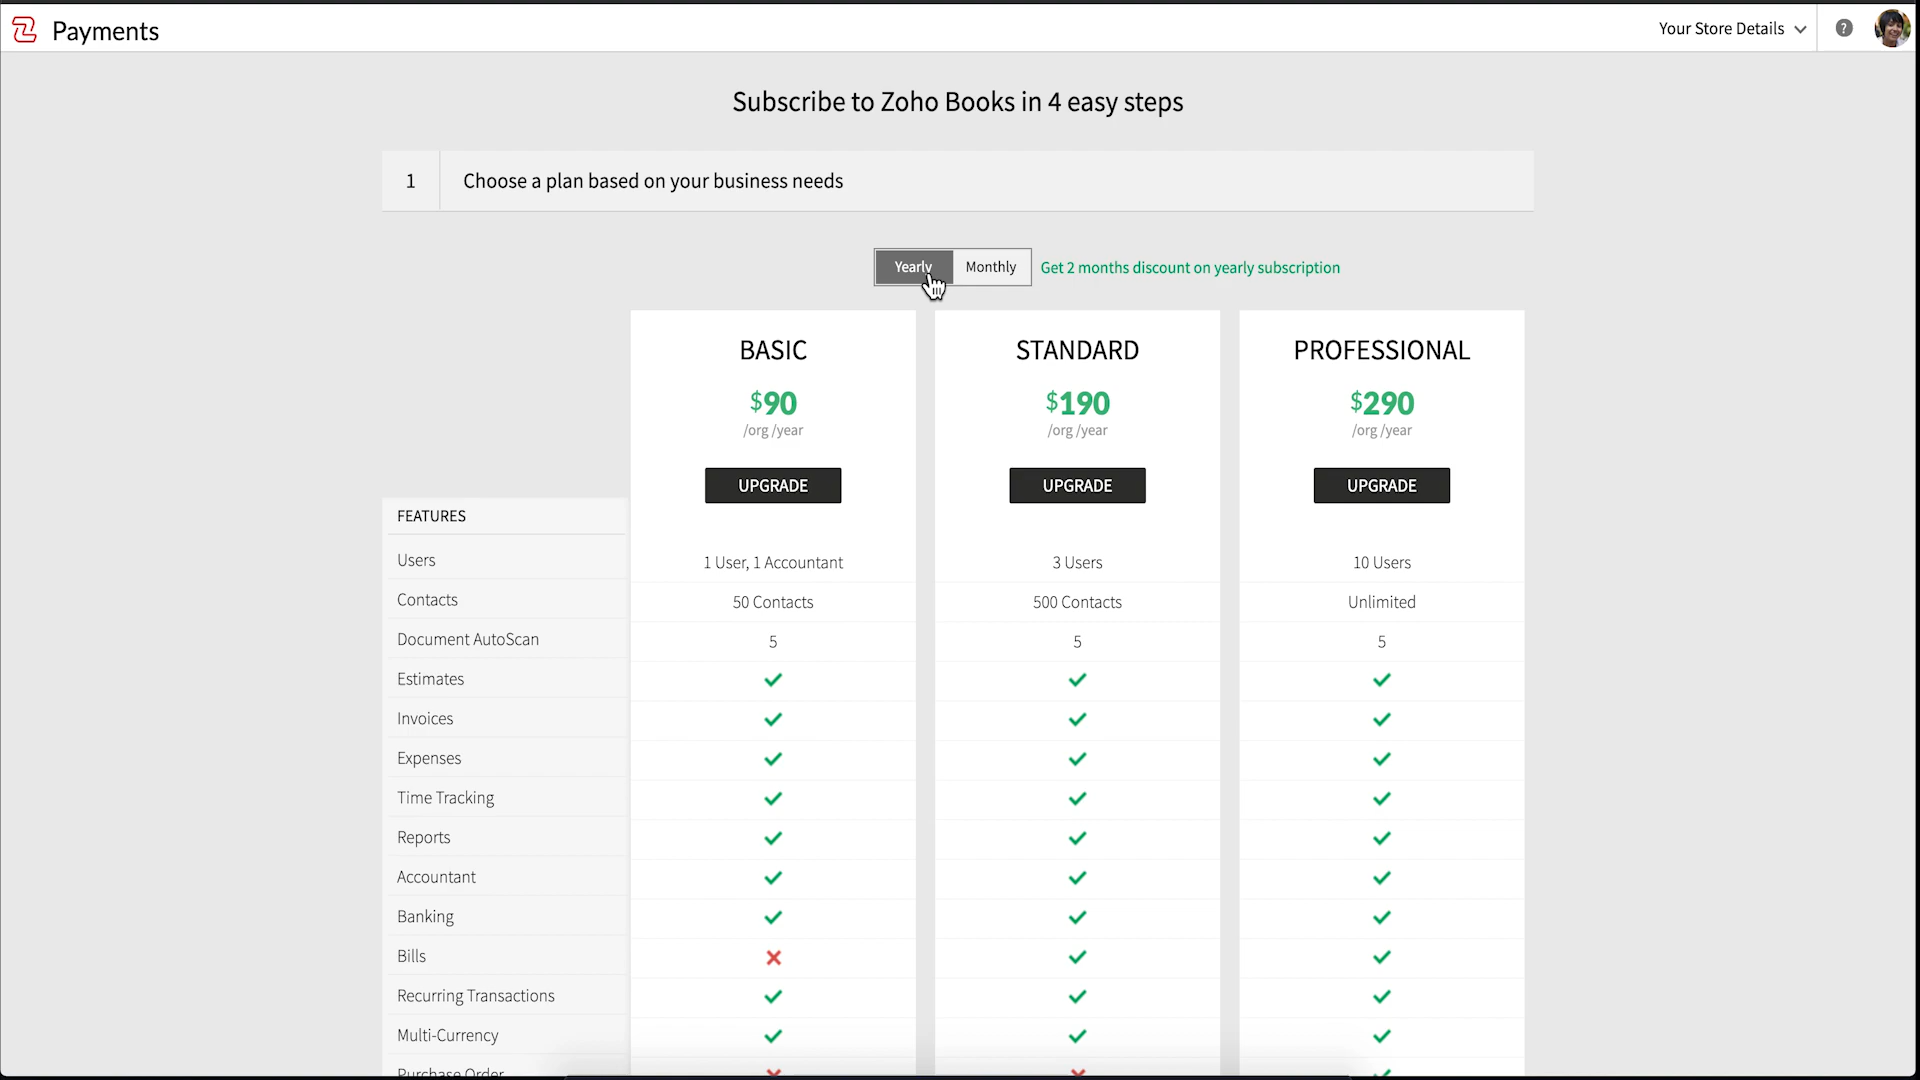 Payments
Your Store Details
?
Subscribe to Zoho Books in 4 easy steps
1
Choose a plan based on your business needs
Yearly
Monthly
Get 2 months discount on yearly subscription
BASIC
STANDARD
PROFESSIONAL
$90
$190
$290
/org /year
/org /year
/org /year
UPGRADE
UPGRADE
UPGRADE
FEATURES
Users
1 User, 1 Accountant
3 Users
10 Users
Contacts
50 Contacts
500 Contacts
Unlimited
Document AutoScan
5
5
5
Estimates
Invoices
Expenses
Time Tracking
Reports
Accountant
Banking
Bills
Recurring Transactions
Multi-Currency
Purchase Order